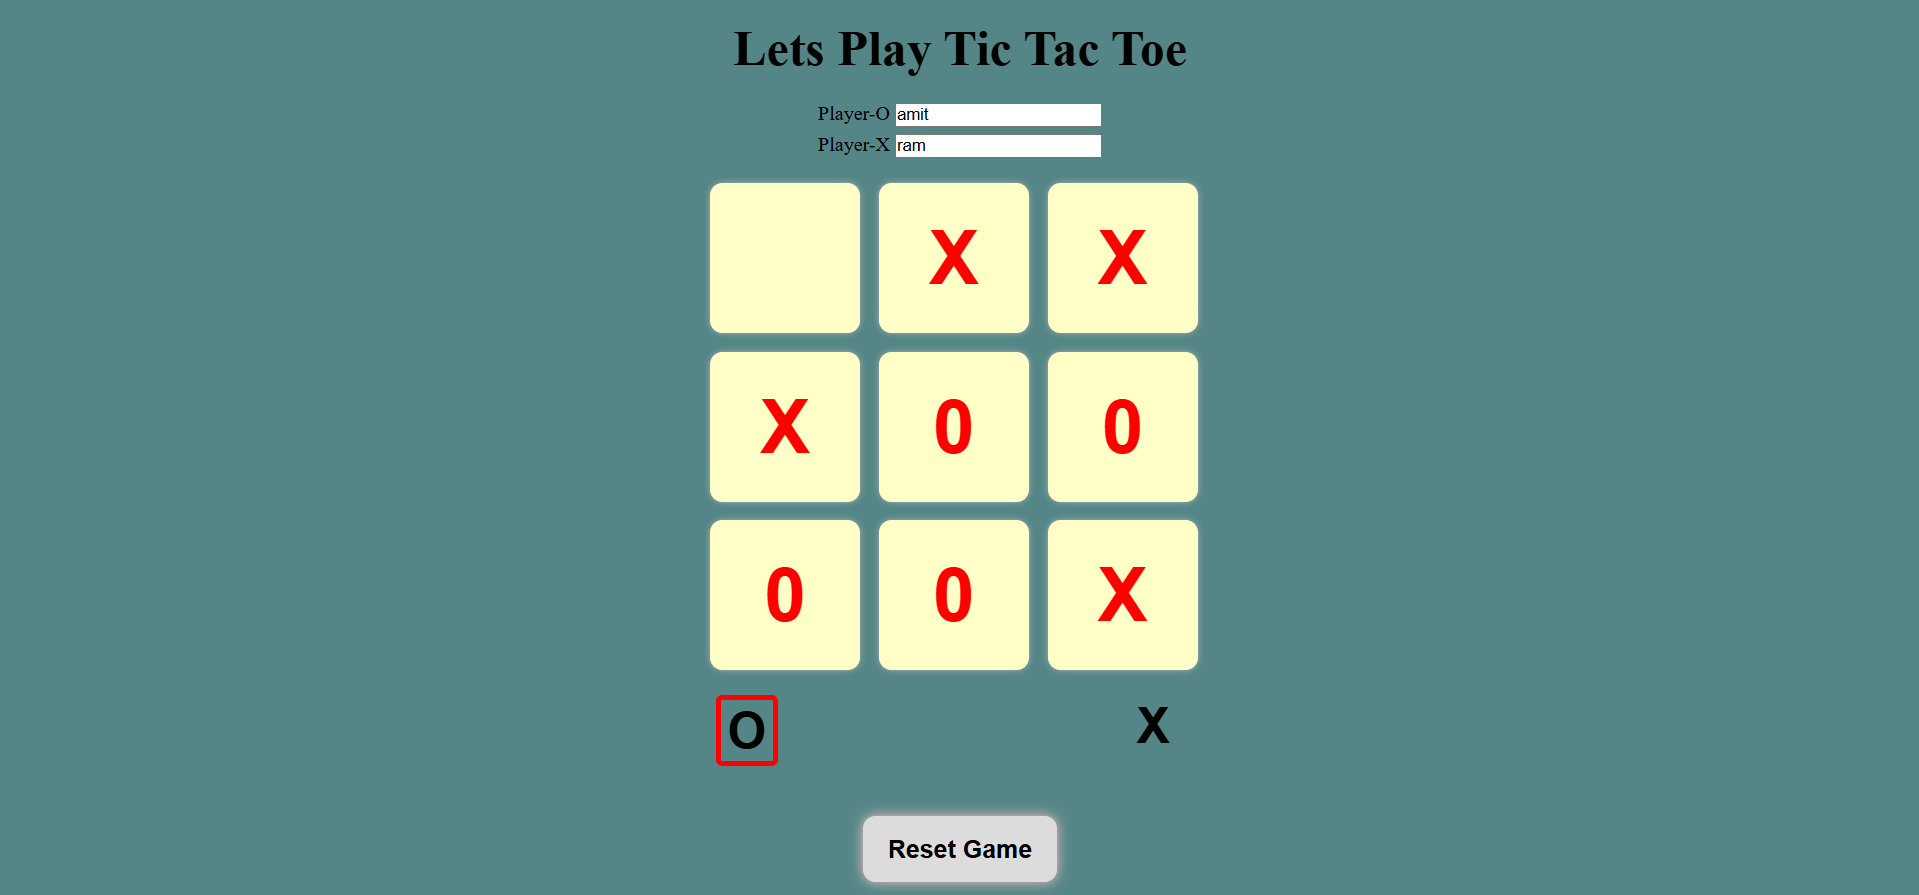 Lets Play Tic Tac Toe
Player-O amit
Player-X ram
X X
X 0 0
0 0 X
O X
Reset Game